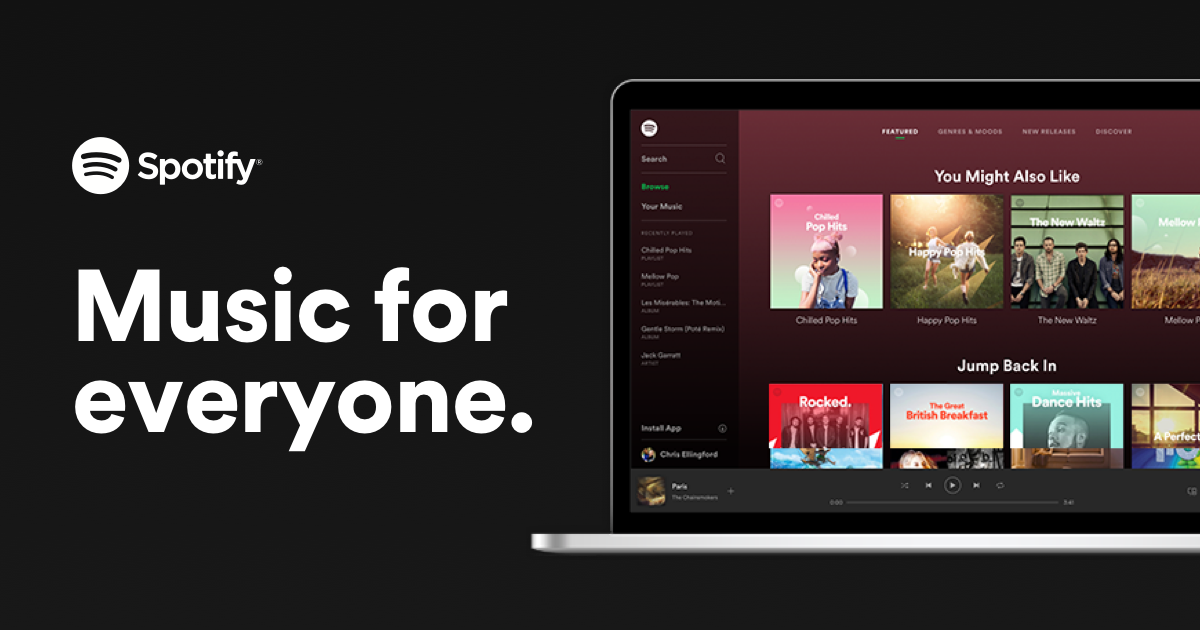 Spotify®
Music for
everyone.
Search
Browse
Your Music
RECENTLY PLAYED
Chilled Pop Hits
PLAYLIST
Mellow Pop
PLAYLIST
Les Misérables: The Moti...
ALBUM
Gentle Storm (Poté Remix)
ALBUM
Jack Garratt
ARTIST
Install App
Chris Ellingford
FEATURED GENRES & MOODS NEW RELEASES DISCOVER
You Might Also Like
Chilled
Pop Hits
Happy Pop Hits
The New Waltz
Mellow
Chilled Pop Hits
Happy Pop Hits
The New Waltz
Mellow P
Jump Back In
Rocked.
The Great
British Breakfast
Massive
Dance Hits
A Perfect
Paris
The Chainsmokers
0:00
3:41